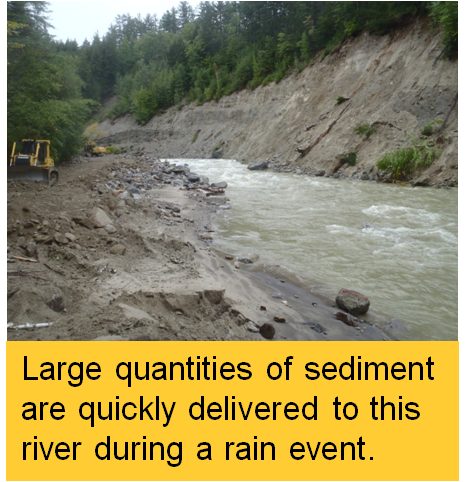 Large quantities of sediment
are quickly delivered to this
river during a rain event.